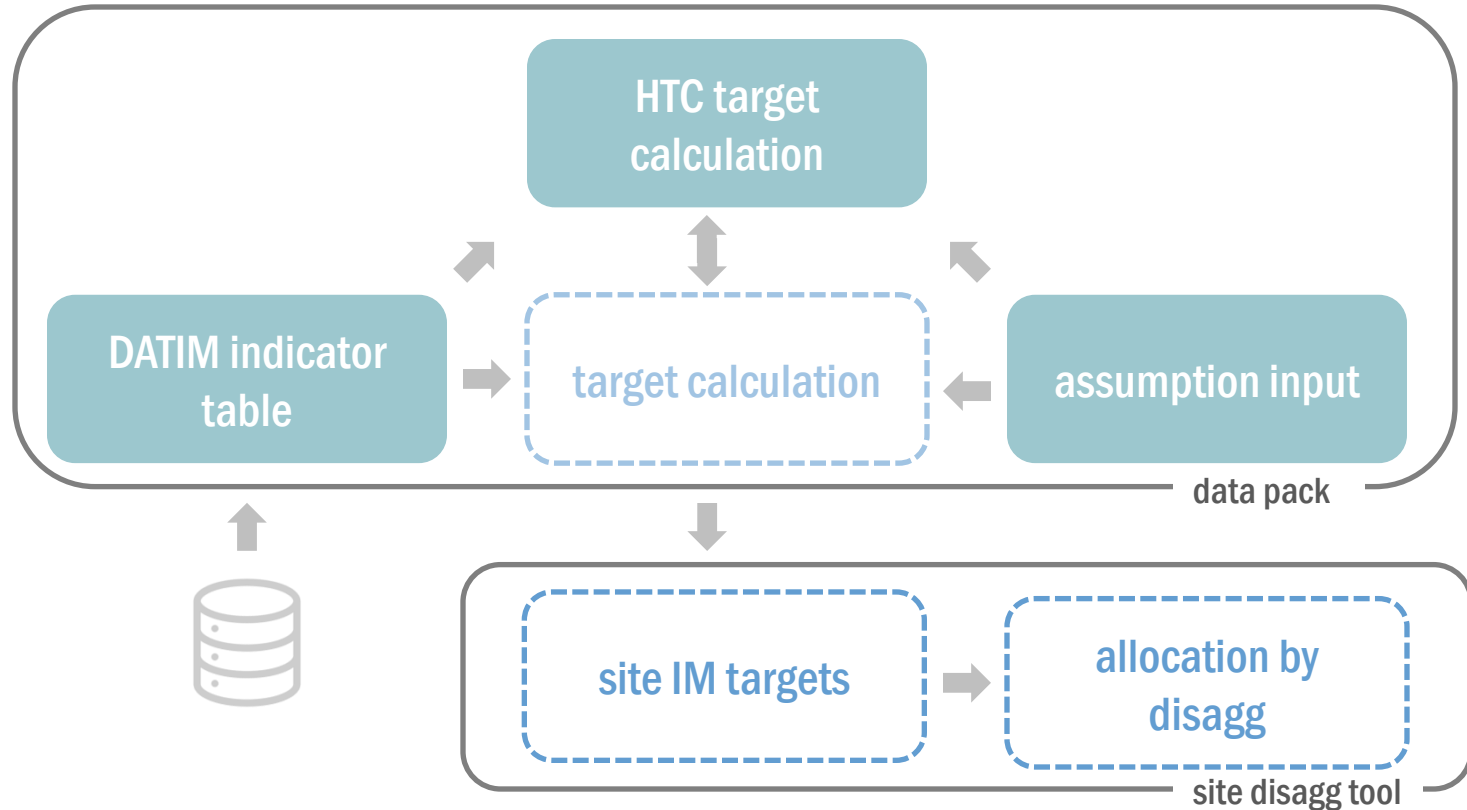 HTC target
calculation
DATIM indicator
table
target calculation
assumption input
data pack
site IM targets
allocation by
disagg
site disagg tool